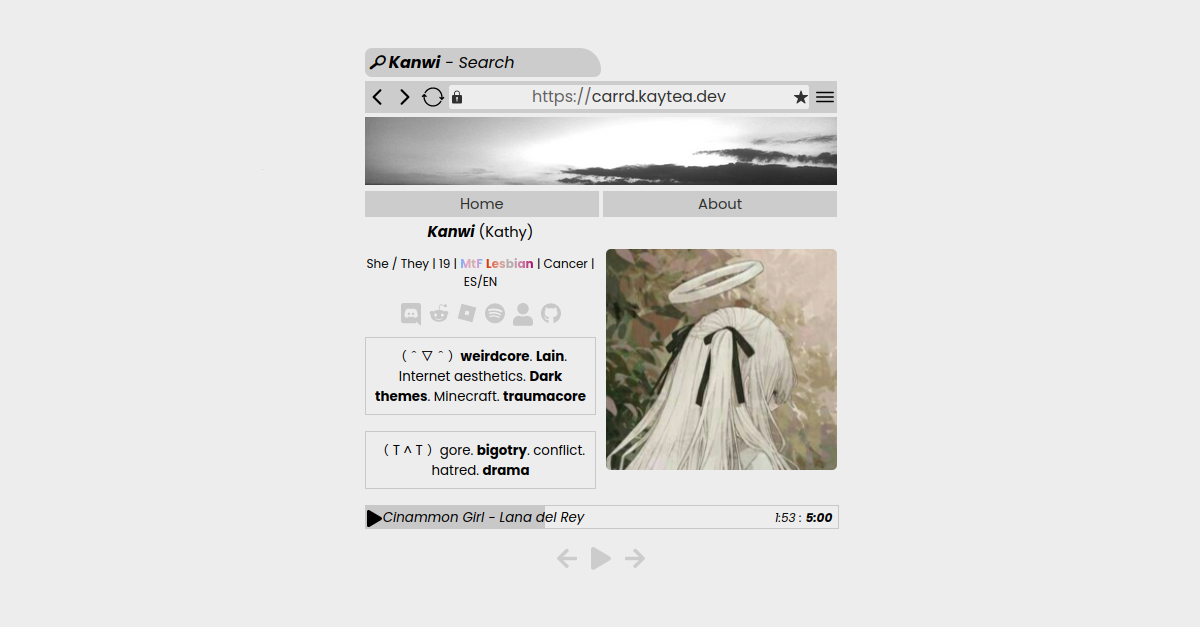 Kanwi - Search
https://carrd.kaytea.dev
Home
About
Kanwi (Kathy)
She / They | 19 | MtF Lesbian | Cancer |
ES/EN
( ˆ ▽ ˆ ) weirdcore. Lain.
Internet aesthetics. Dark
themes. Minecraft. traumacore
( T ʌ T ) gore. bigotry. conflict.
hatred. drama
Cinammon Girl - Lana del Rey
1:53 : 5:00